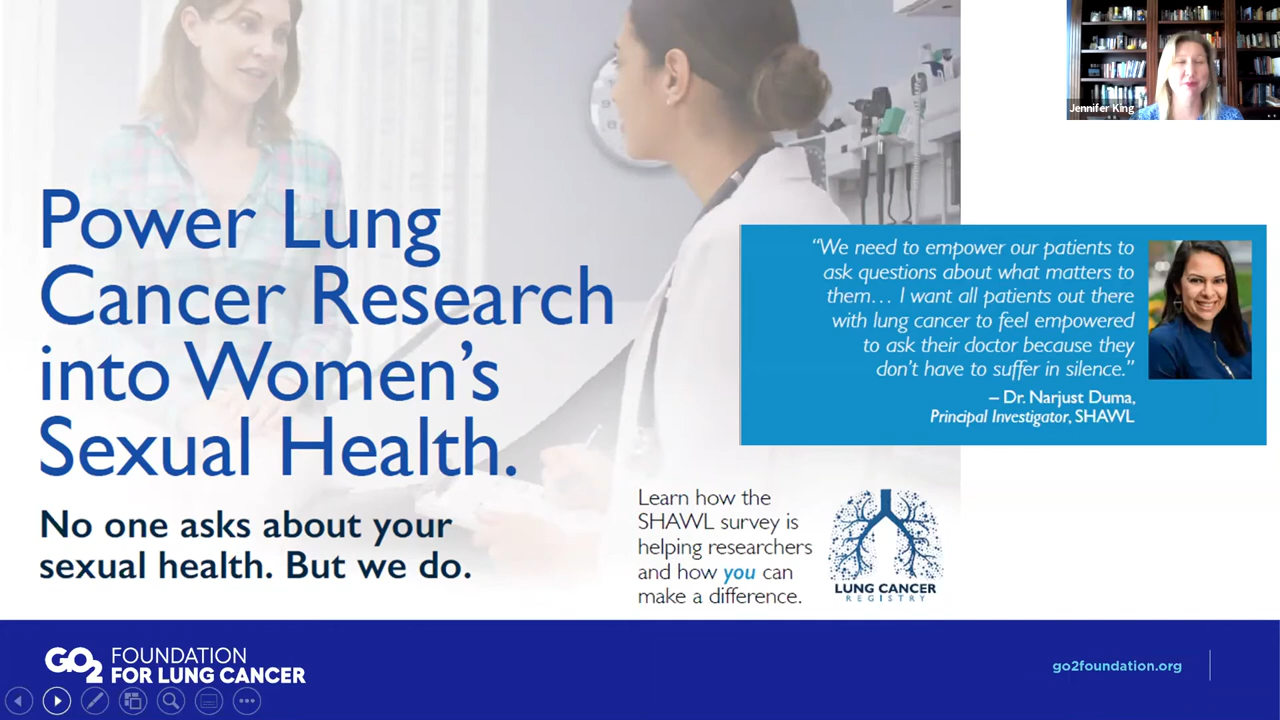 Jennifer King
Power Lung
Cancer Research
into Women's
Sexual Health.
No one asks about your
sexual health. But we do.
“We need to empower our patients to
ask questions about what matters to
them… I want all patients out there
with lung cancer to feel empowered
to ask their doctor because they
don't have to suffer in silence.”
– Dr. Narjust Duma,
Principal Investigator, SHAWL
Learn how the
SHAWL survey is
helping researchers
and how you can
make a difference.
LUNG CANCER
REGISTRY
GO2 FOUNDATION
FOR LUNG CANCER
go2foundation.org